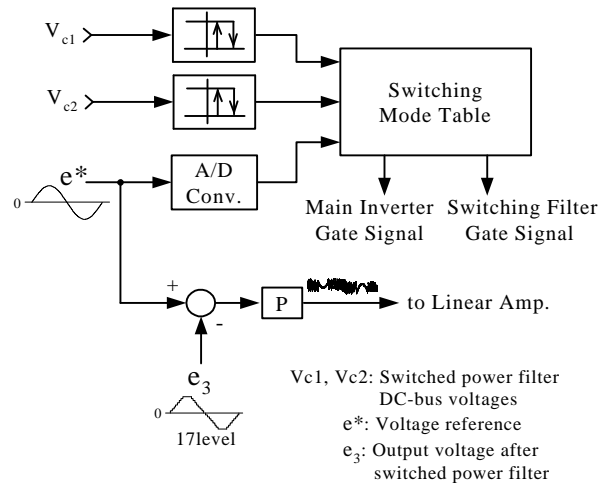 Vc1
Vc2
Switching
Mode Table
e*
0
A/D
Conv.
Main Inverter
Gate Signal
Switching Filter
Gate Signal
+
-
P
to Linear Amp.
e3
0
17level
Vc1, Vc2: Switched power filter
DC-bus voltages
e*: Voltage reference
e3: Output voltage after
switched power filter